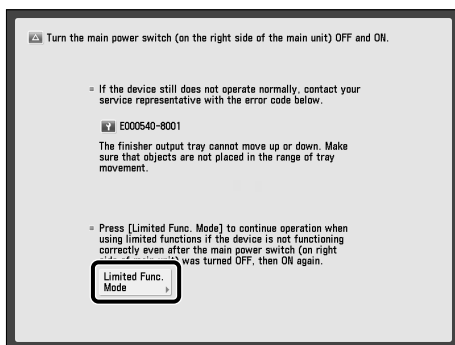 Turn the main power switch (on the right side of the main unit) OFF and ON.
If the device still does not operate normally, contact your
service representative with the error code below.
E000540-8001
The finisher output tray cannot move up or down. Make
sure that objects are not placed in the range of tray
movement.
Press [Limited Func. Mode] to continue operation when
using limited functions if the device is not functioning
correctly even after the main power switch (on right
side of main unit) was turned OFF, then ON again.
Limited Func.
Mode